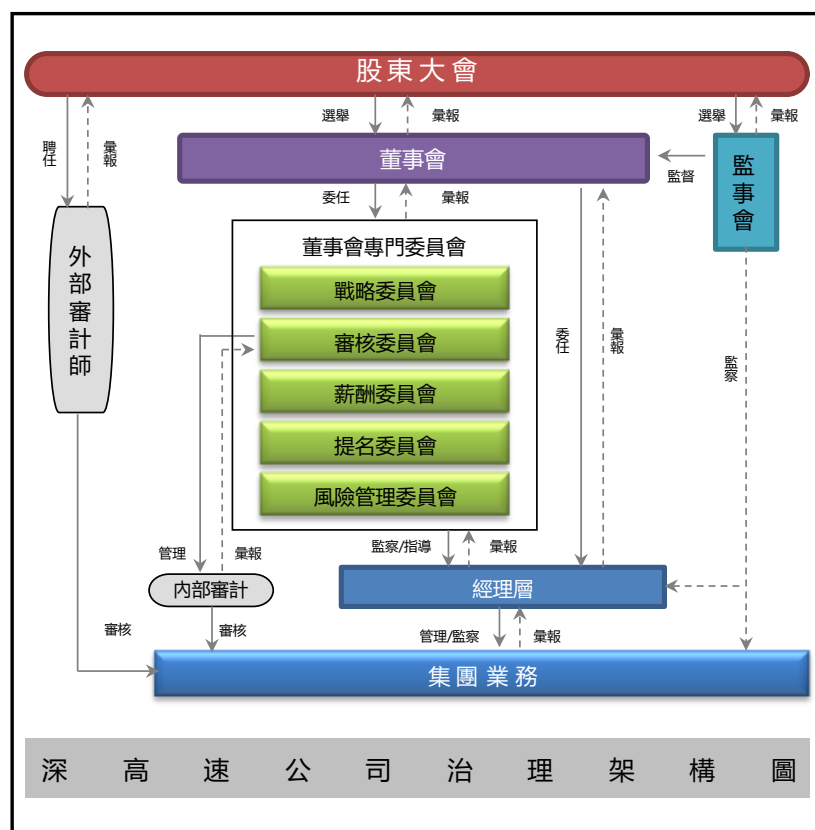 股東大會
選舉
彙報
選舉
彙報
聘任
彙報
董事會
監督
監事會
委任
彙報
外部審計師
董事會專門委員會
戰略委員會
審核委員會
薪酬委員會
提名委員會
風險管理委員會
委任
彙報
監察
管理
彙報
監察/指導
彙報
內部審計
經理層
審核
審核
管理/監察
彙報
集團業務
深高速公司治理架構圖